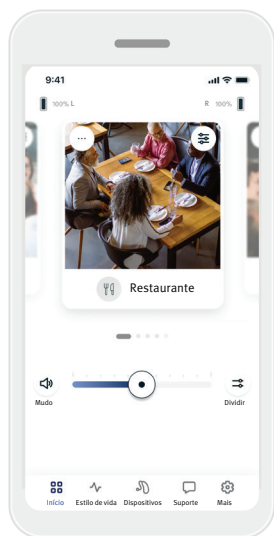 9:41
100% L R 100%
Restaurante
Mudo Dividir
Início Estilo de vida Dispositivos Suporte Mais